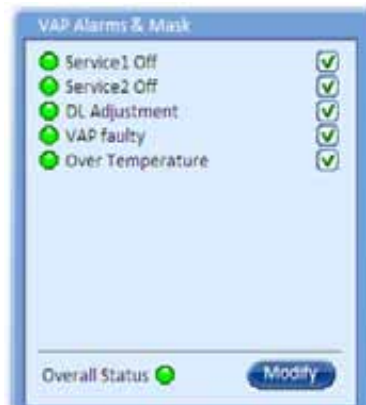 VAP Alarms & Mask
Service1 Off
Service2 Off
DL Adjustment
VAP faulty
Over Temperature
Overall Status
Modify